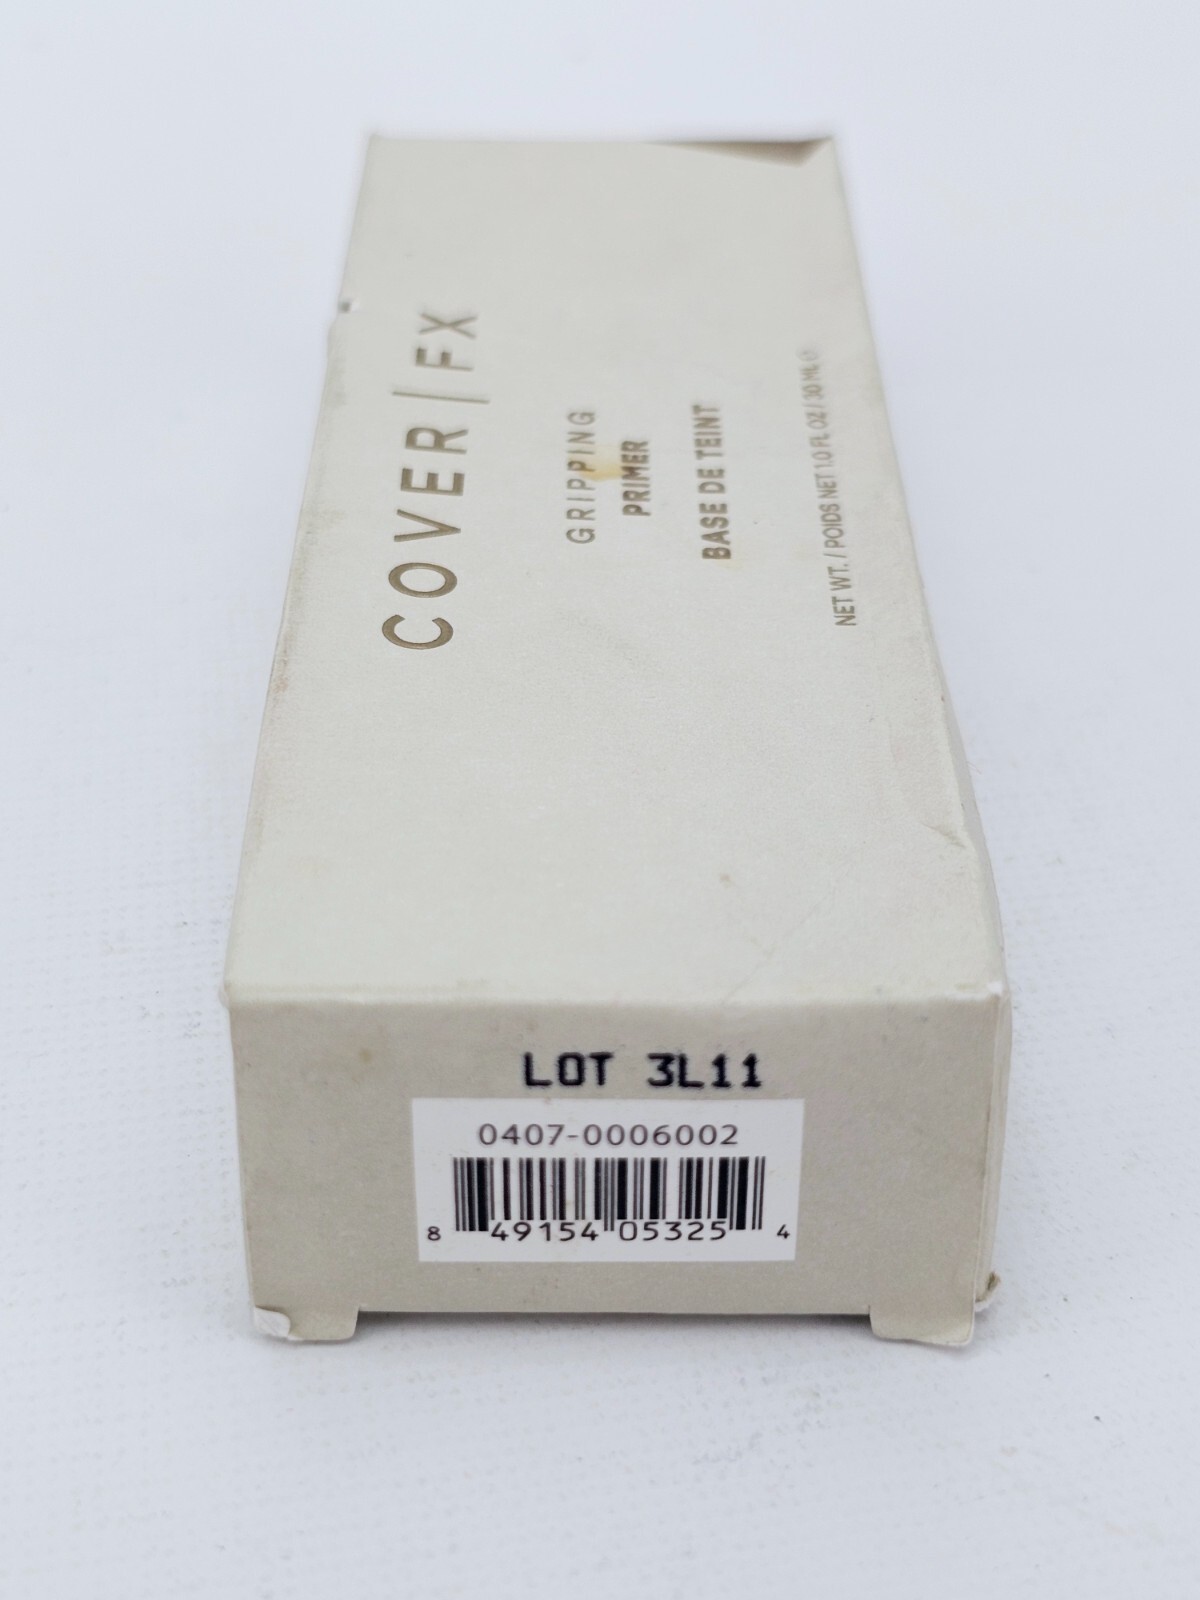 COVER | FX
GRIPPING
PRIMER
BASE DE TEINT
NET WT. / POIDS NET 1.0 FL OZ / 30 ML ℮
LOT 3L11
0407-0006002
8 49154 05325 4